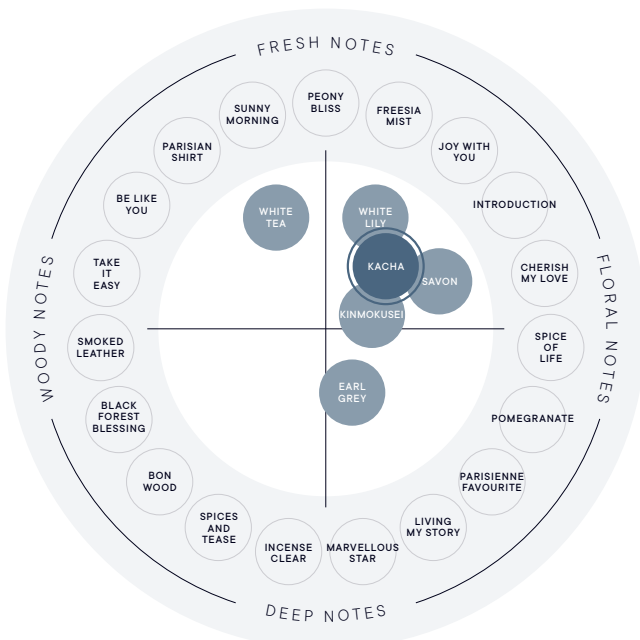 FRESH NOTES
PEONY
BLISS
FREESIA
MIST
JOY WITH
YOU
INTRODUCTION
CHERISH
MY LOVE
FLORAL NOTES
SPICE
OF
LIFE
POMEGRANATE
PARISIENNE
FAVOURITE
LIVING
MY STORY
MARVELLOUS
STAR
DEEP NOTES
INCENSE
CLEAR
SPICES
AND
TEASE
BON
WOOD
BLACK
FOREST
BLESSING
SMOKED
LEATHER
WOODY NOTES
TAKE
IT
EASY
BE LIKE
YOU
PARISIAN
SHIRT
SUNNY
MORNING
WHITE
TEA
WHITE
LILY
KACHA
SAVON
KINMOKUSEI
EARL
GREY